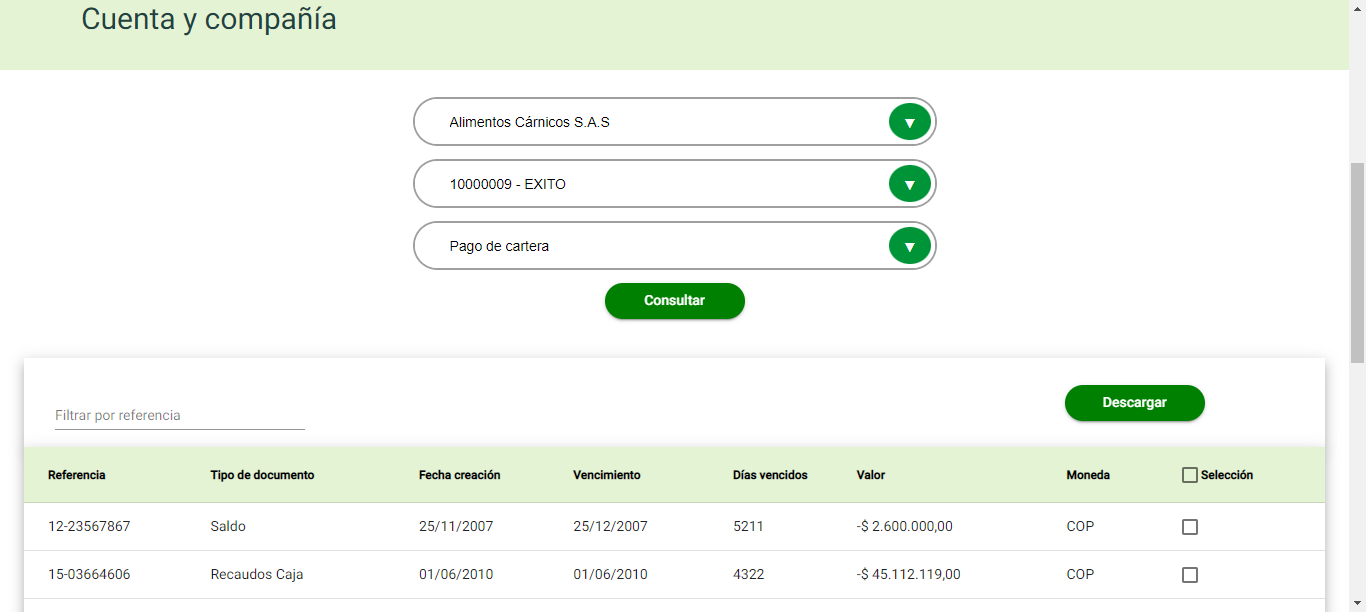 Cuenta y compañía
Alimentos Cárnicos S.A.S
10000009 - EXITO
Pago de cartera
Consultar
Descargar
Filtrar por referencia
Referencia Tipo de documento Fecha creación Vencimiento Días vencidos Valor Moneda Selección
12-23567867 Saldo 25/11/2007 25/12/2007 5211 -$ 2.600.000,00 COP
15-03664606 Recaudos Caja 01/06/2010 01/06/2010 4322 -$ 45.112.119,00 COP